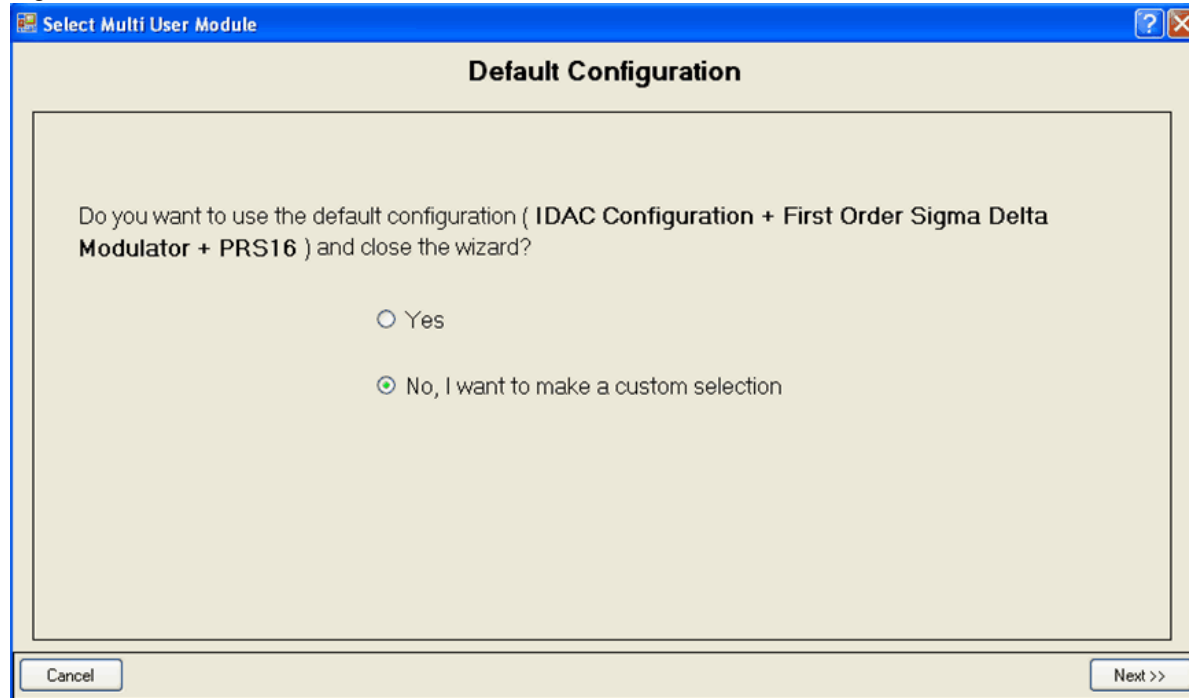 Select Multi User Module
Default Configuration
Do you want to use the default configuration ( IDAC Configuration + First Order Sigma Delta
Modulator + PRS16 ) and close the wizard?
Yes
No, I want to make a custom selection
Cancel
Next >>